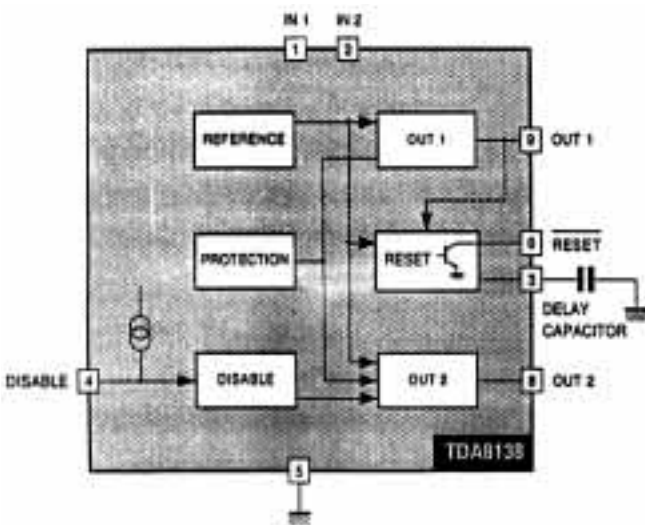 IN 1 IN 2
1 2
REFERENCE
OUT 1
9 OUT 1
PROTECTION
RESET
6 RESET
3
DELAY
CAPACITOR
DISABLE 4
DISABLE
OUT 2
8 OUT 2
TDA8138
5